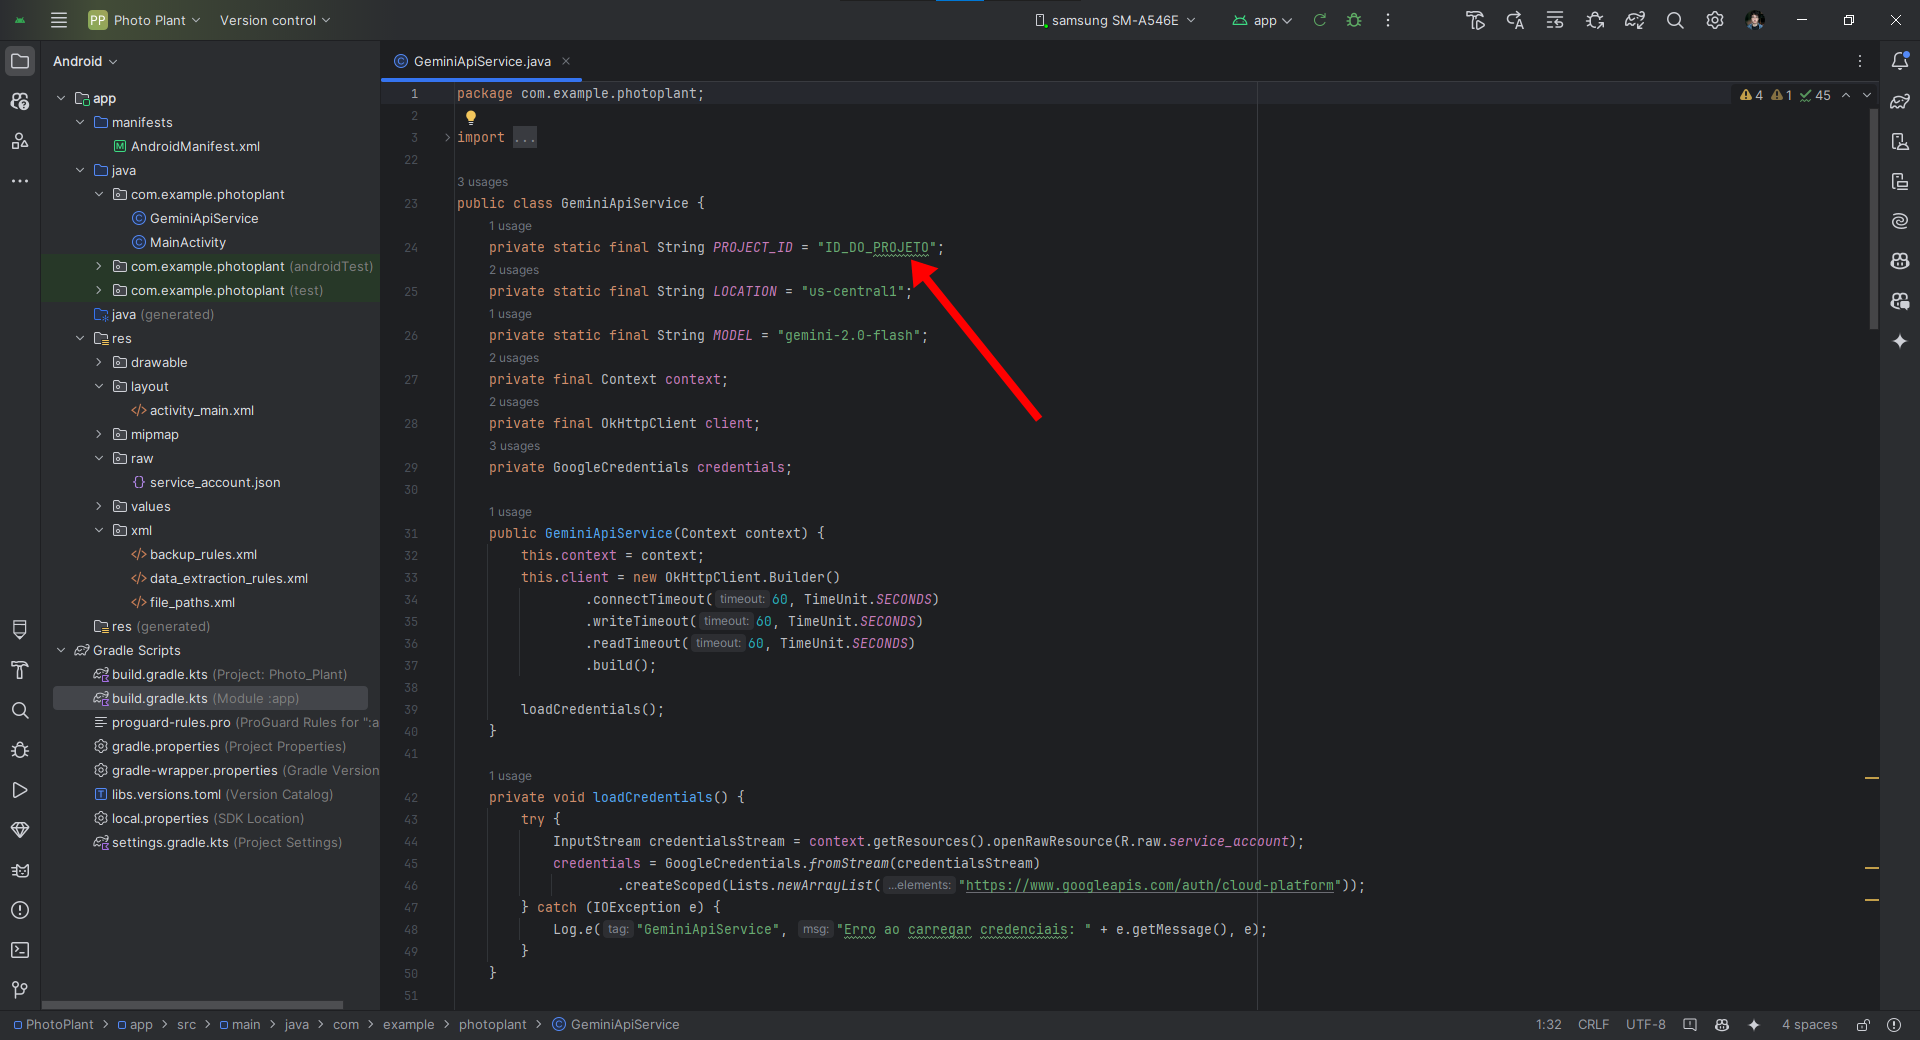 PP Photo Plant Version control samsung SM-A546E app
Android
app
manifests
AndroidManifest.xml
java
com.example.photoplant
GeminiApiService
MainActivity
com.example.photoplant (androidTest)
com.example.photoplant (test)
java (generated)
res
drawable
layout
activity_main.xml
mipmap
raw
service_account.json
values
xml
backup_rules.xml
data_extraction_rules.xml
file_paths.xml
res (generated)
Gradle Scripts
build.gradle.kts (Project: Photo_Plant)
build.gradle.kts (Module :app)
proguard-rules.pro (ProGuard Rules for ":a
gradle.properties (Project Properties)
gradle-wrapper.properties (Gradle Version
libs.versions.toml (Version Catalog)
local.properties (SDK Location)
settings.gradle.kts (Project Settings)
GeminiApiService.java
4 1 45
1 package com.example.photoplant;
2
3 import ...
22
3 usages
23 public class GeminiApiService {
1 usage
24 private static final String PROJECT_ID = "ID_DO_PROJETO";
2 usages
25 private static final String LOCATION = "us-central1";
1 usage
26 private static final String MODEL = "gemini-2.0-flash";
2 usages
27 private final Context context;
2 usages
28 private final OkHttpClient client;
3 usages
29 private GoogleCredentials credentials;
30
1 usage
31 public GeminiApiService(Context context) {
32 this.context = context;
33 this.client = new OkHttpClient.Builder()
34 .connectTimeout( timeout: 60, TimeUnit.SECONDS)
35 .writeTimeout( timeout: 60, TimeUnit.SECONDS)
36 .readTimeout( timeout: 60, TimeUnit.SECONDS)
37 .build();
38
39 loadCredentials();
40 }
41
1 usage
42 private void loadCredentials() {
43 try {
44 InputStream credentialsStream = context.getResources().openRawResource(R.raw.service_account);
45 credentials = GoogleCredentials.fromStream(credentialsStream)
46 .createScoped(Lists.newArrayList( ...elements: "https://www.googleapis.com/auth/cloud-platform"));
47 } catch (IOException e) {
48 Log.e( tag: "GeminiApiService", msg: "Erro ao carregar credenciais: " + e.getMessage(), e);
49 }
50 }
51
PhotoPlant > app > src > main > java > com > example > photoplant > GeminiApiService
1:32 CRLF UTF-8 4 spaces